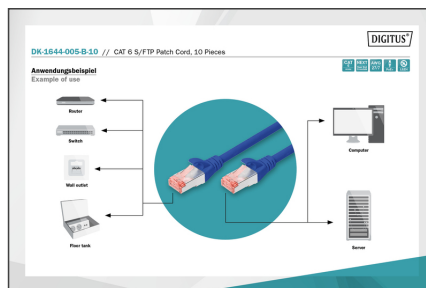 DIGITUS®
DK-1644-005-B-10 // CAT 6 S/FTP Patch Cord, 10 Pieces
Anwendungsbeispiel
Example of use
Router
Switch
Wall outlet
Floor tank
Computer
Server